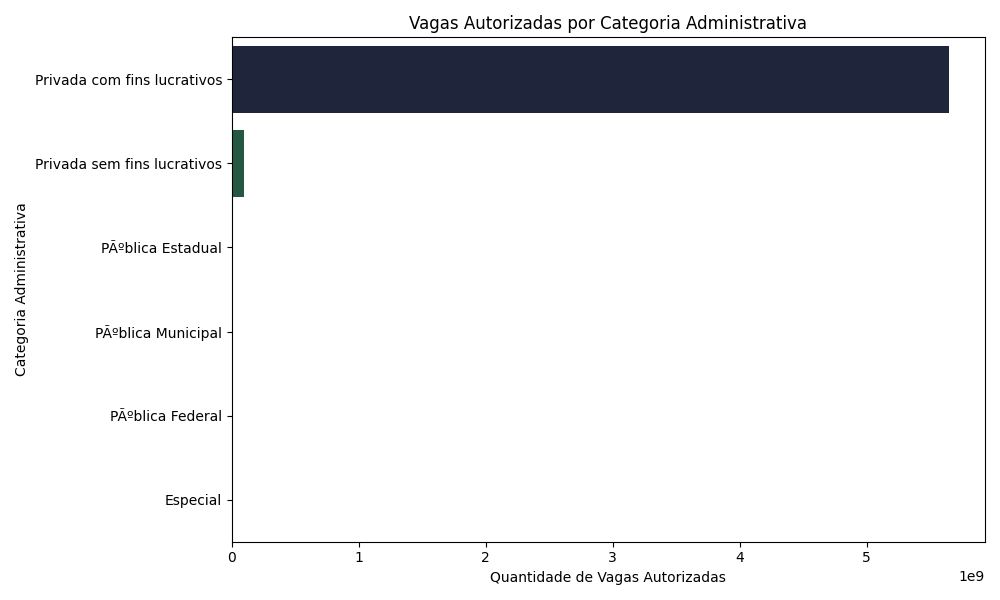 Vagas Autorizadas por Categoria Administrativa
Categoria Administrativa
Privada com fins lucrativos
Privada sem fins lucrativos
PÃºblica Estadual
PÃºblica Municipal
PÃºblica Federal
Especial
0 1 2 3 4 5
1e9
Quantidade de Vagas Autorizadas